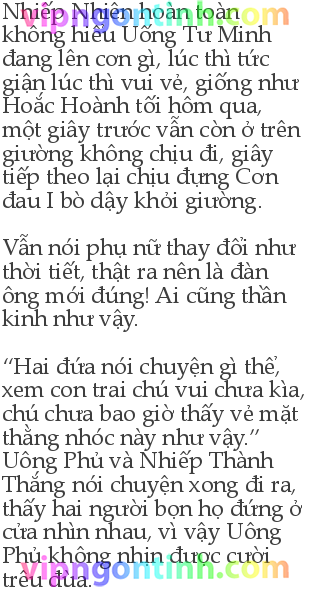 Nhiếp Nhiên hoàn toàn
không hiểu Uông Tư Minh
đang lên cơn gì, lúc thì tức
giận lúc thì vui vẻ, giống như
Hoắc Hoành tối hôm qua,
một giây trước vẫn còn ở trên
giường không chịu đi, giây
tiếp theo lại chịu đựng Cơn
đau I bò dậy khỏi giường.
Vẫn nói phụ nữ thay đổi như
thời tiết, thật ra nên là đàn
ông mới đúng! Ai cũng thần
kinh như vậy.
“Hai đứa nói chuyện gì thế,
xem con trai chú vui chưa kìa,
chú chưa bao giờ thấy vẻ mặt
thằng nhóc này như vậy.”
Uông Phủ và Nhiếp Thành
Thắng nói chuyện xong đi ra,
thấy hai người bọn họ đứng ở
cửa nhìn nhau, vì vậy Uông
Phủ không nhịn được cười
trêu đùa.
vipngontinh.com
vipngontinh.com